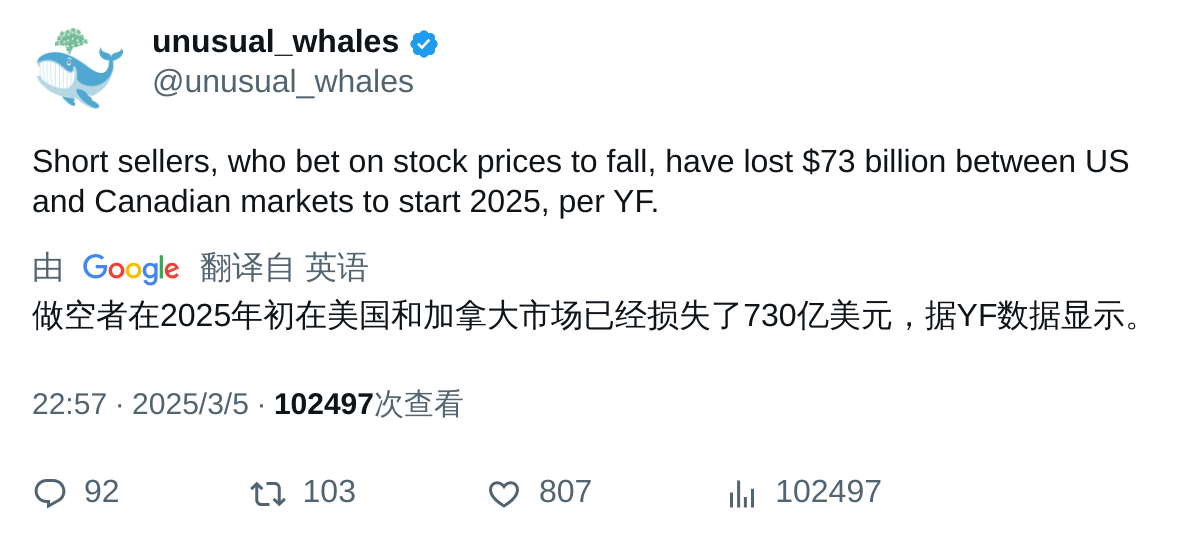 unusual_whales
@unusual_whales
Short sellers, who bet on stock prices to fall, have lost $73 billion between US
and Canadian markets to start 2025, per YF.
由 Google 翻译自 英语
做空者在2025年初在美国和加拿大市场已经损失了730亿美元，据YF数据显示。
22:57 · 2025/3/5 · 102497次查看
92 103 807 102497